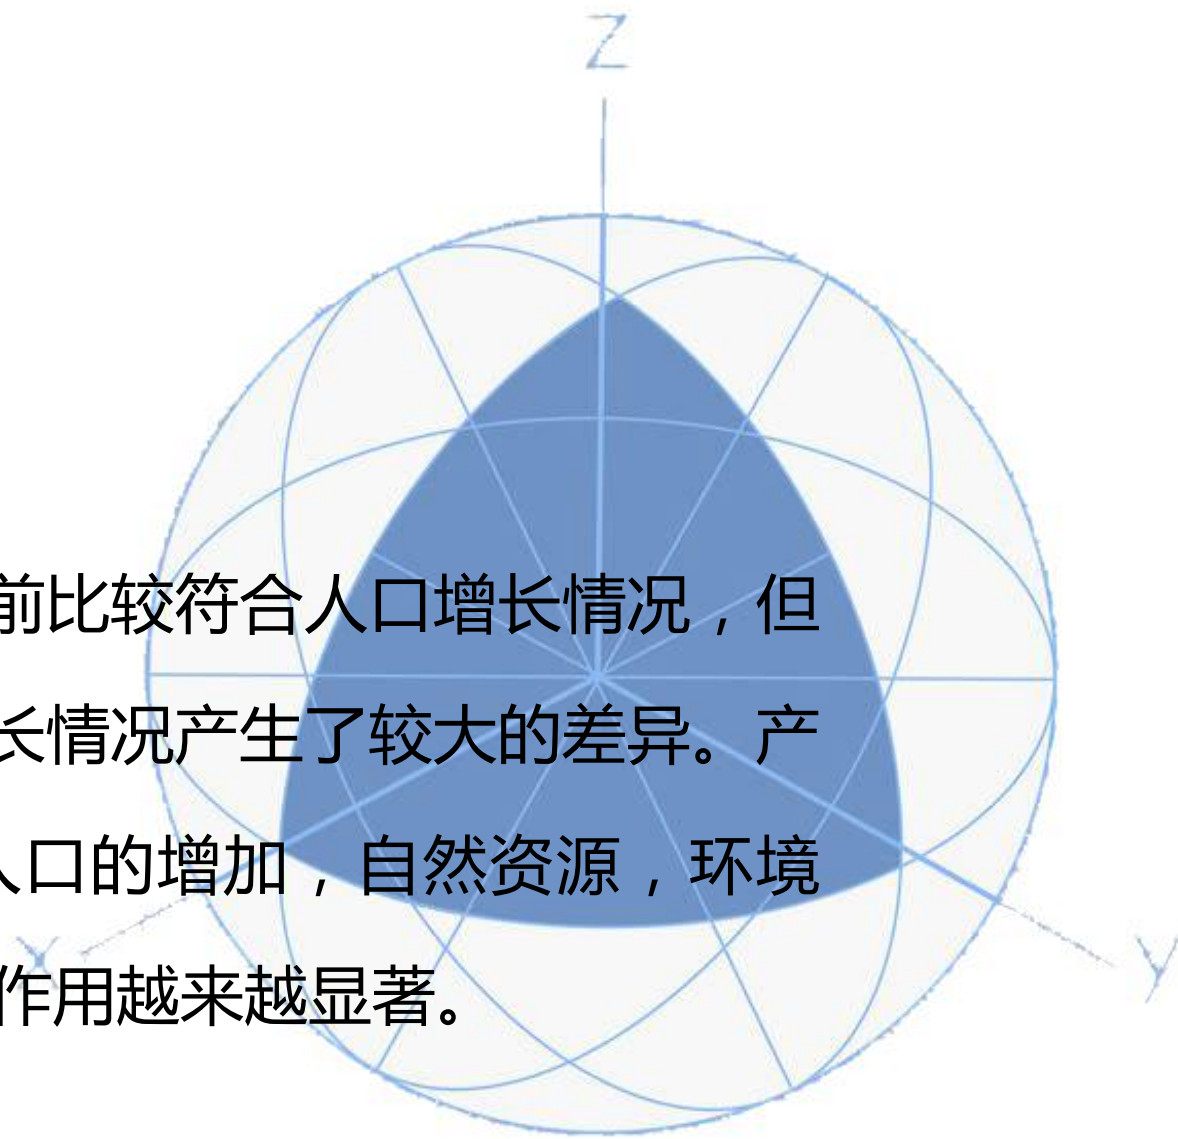 Z
前比较符合人口增长情况，但
长情况产生了较大的差异。产
人口的增加，自然资源，环境
X
Y
作用越来越显著。